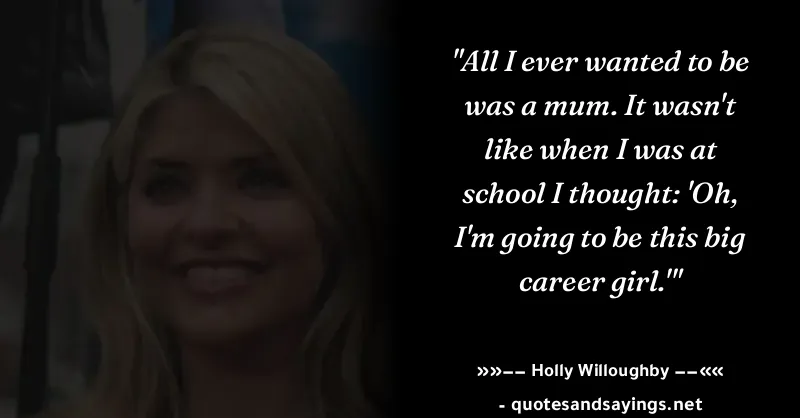 "All I ever wanted to be
was a mum. It wasn't
like when I was at
school I thought: 'Oh,
I'm going to be this big
career girl.'"
»»−− Holly Willoughby −−««
- quotesandsayings.net